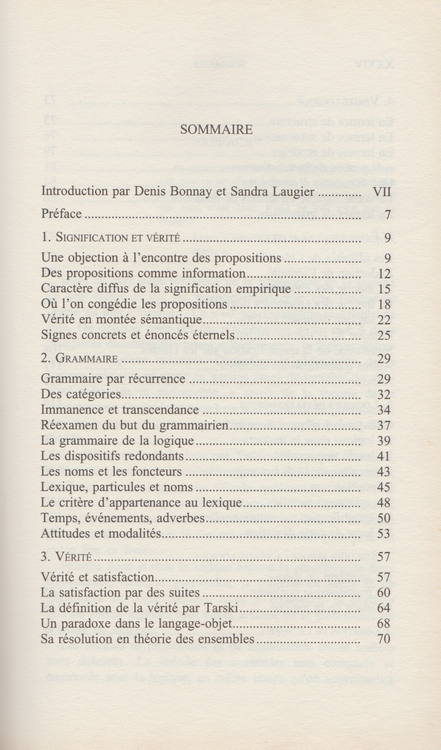 SOMMAIRE
Introduction par Denis Bonnay et Sandra Laugier ............ VII
Préface ........ 7
1. SIGNIFICATION ET VÉRITÉ ........ 9
Une objection à l'encontre des propositions ........ 9
Des propositions comme information ........ 12
Caractère diffus de la signification empirique ........ 15
Où l'on congédie les propositions ........ 18
Vérité en montée sémantique ........ 22
Signes concrets et énoncés éternels ........ 25
2. GRAMMAIRE ........ 29
Grammaire par récurrence ........ 29
Des catégories ........ 32
Immanence et transcendance ........ 34
Réexamen du but du grammairien ........ 37
La grammaire de la logique ........ 39
Les dispositifs redondants ........ 41
Les noms et les foncteurs ........ 43
Lexique, particules et noms ........ 45
Le critère d'appartenance au lexique ........ 48
Temps, événements, adverbes ........ 50
Attitudes et modalités ........ 53
3. VÉRITÉ ........ 57
Vérité et satisfaction ........ 57
La satisfaction par des suites ........ 60
La définition de la vérité par Tarski ........ 64
Un paradoxe dans le langage-objet ........ 68
Sa résolution en théorie des ensembles ........ 70